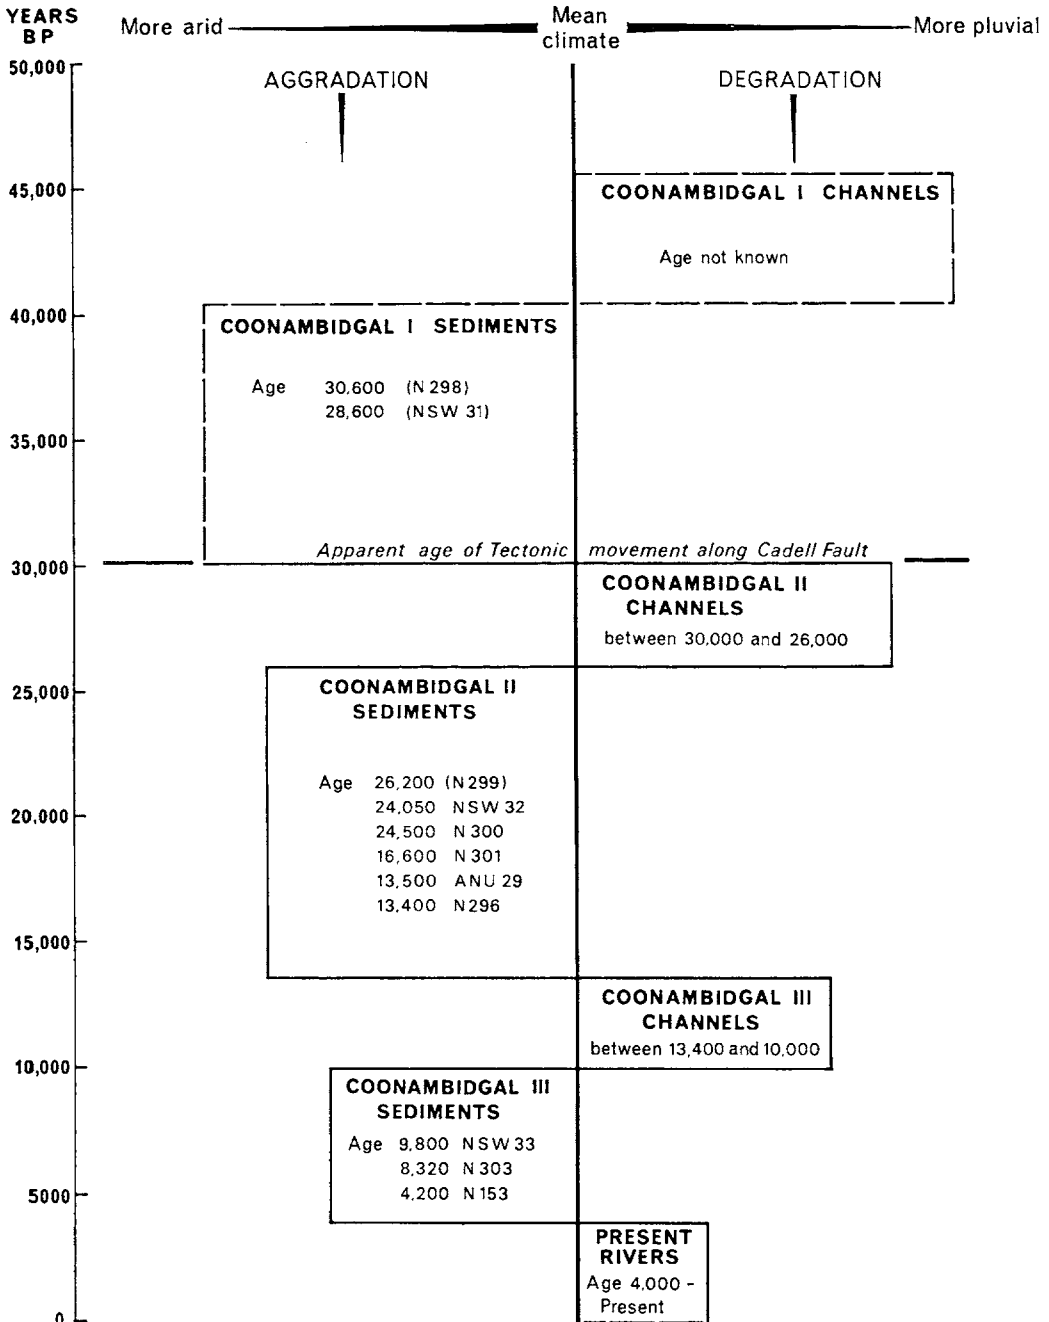 YEARS
BP
More arid
Mean
climate
More pluvial
50,000
AGGRADATION
DEGRADATION
45,000
COONAMBIDGAL I CHANNELS
Age not known
40,000
COONAMBIDGAL I SEDIMENTS
Age 30,600 (N 298)
28,600 (NSW 31)
35,000
Apparent age of Tectonic movement along Cadell Fault
30,000
COONAMBIDGAL II
CHANNELS
between 30,000 and 26,000
25,000
COONAMBIDGAL II
SEDIMENTS
Age 26,200 (N299)
24,050 NSW 32
24,500 N 300
16,600 N 301
13,500 ANU 29
13,400 N296
20,000
15,000
COONAMBIDGAL III
CHANNELS
between 13,400 and 10,000
10,000
COONAMBIDGAL III
SEDIMENTS
Age 9,800 NSW 33
8,320 N 303
4,200 N 153
5000
PRESENT
RIVERS
Age 4,000 -
Present
0